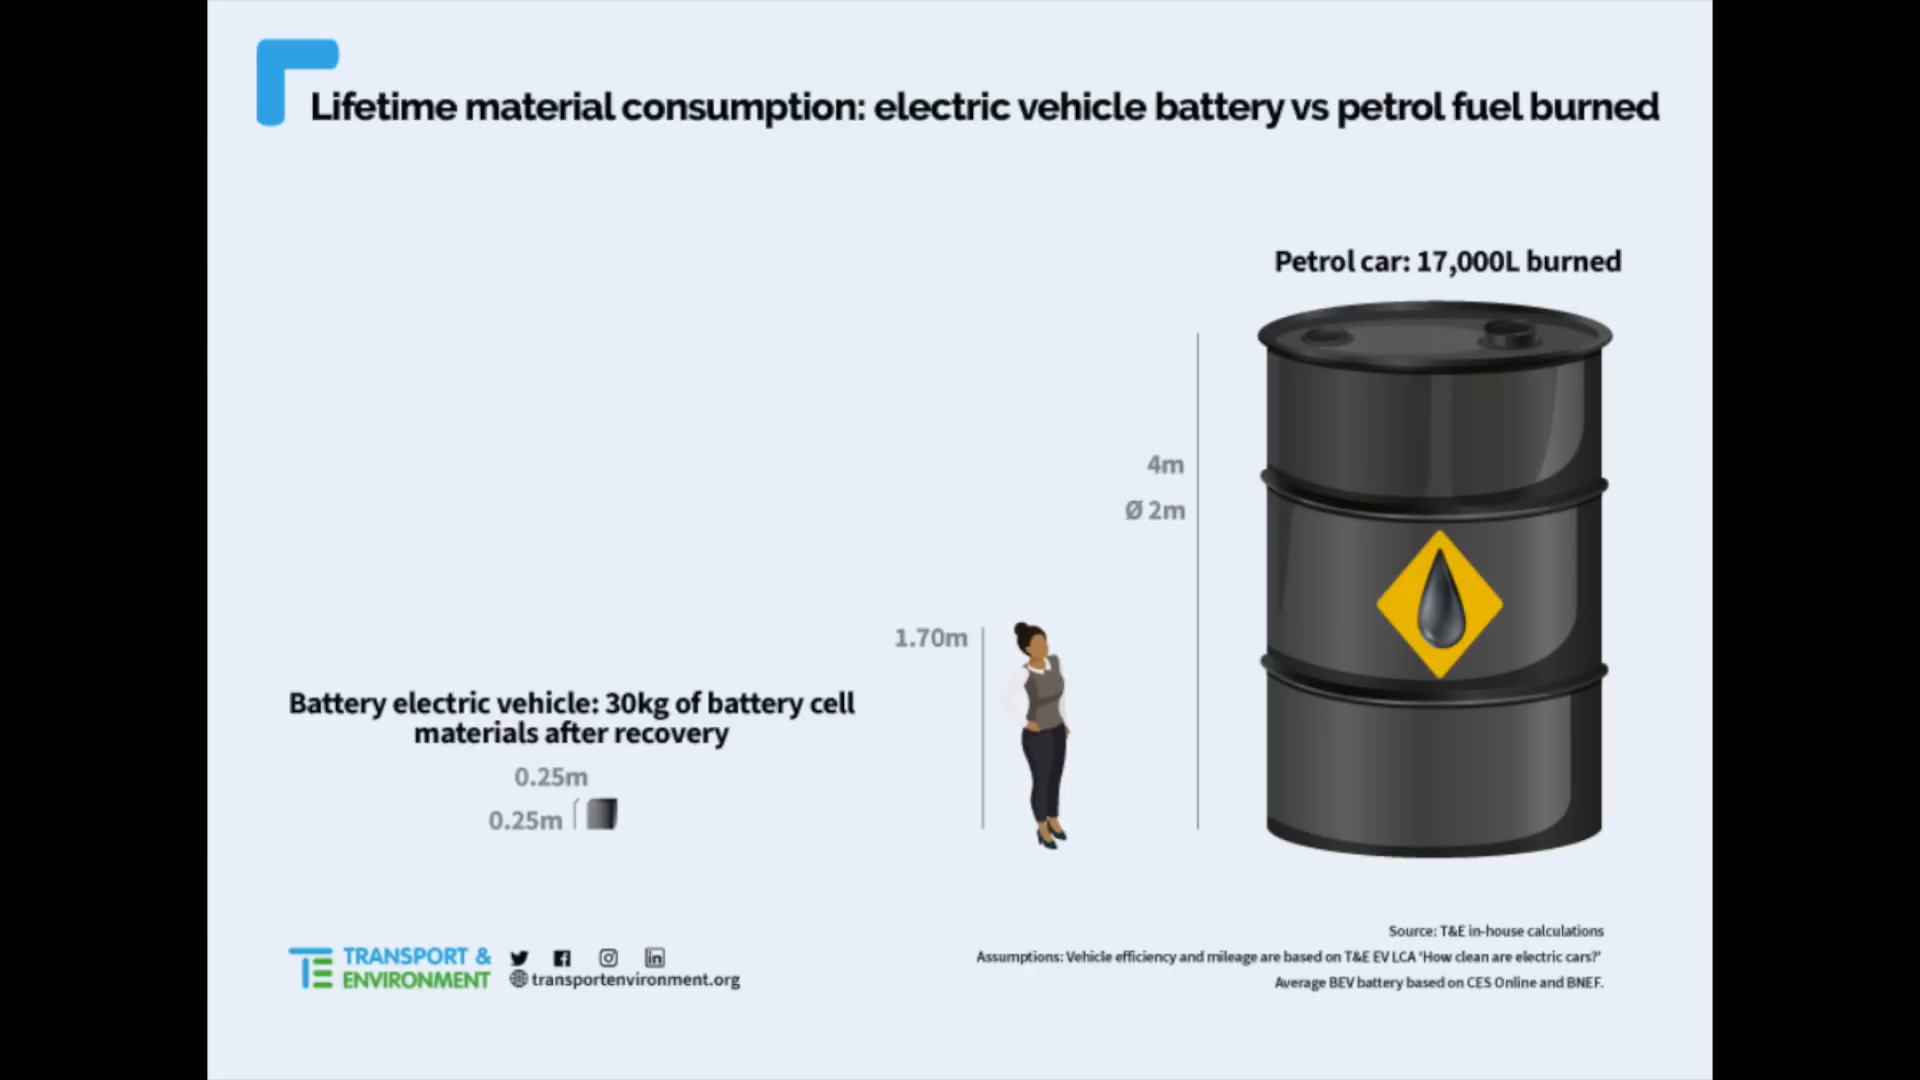 Lifetime material consumption: electric vehicle battery vs petrol fuel burned
Petrol car: 17,000L burned
4m
Ø 2m
1.70m
Battery electric vehicle: 30kg of battery cell
materials after recovery
0.25m
0.25m
TRANSPORT &
ENVIRONMENT
transportenvironment.org
Source: T&E in-house calculations
Assumptions: Vehicle efficiency and mileage are based on T&E EV LCA 'How clean are electric cars?'
Average BEV battery based on CES Online and BNEF.